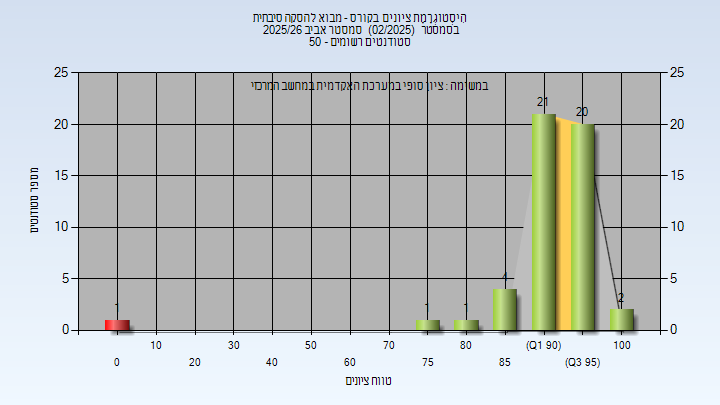 היסטוגרמת ציונים בקורס - מבוא להסקה סיבתית
בסמסטר (02/2025) סמסטר אביב 2025/26
סטודנטים רשומים - 50
במשימה : ציון סופי במערכת האקדמית במחשב המרכזי
25 25
20 20
15 15
10 10
5 5
0 0
מספר סטודנטים
1 1 1 4 21 20 2
10 30 50 70 80 (Q1 90) 100
0 20 40 60 75 85 (Q3 95)
טווח ציונים